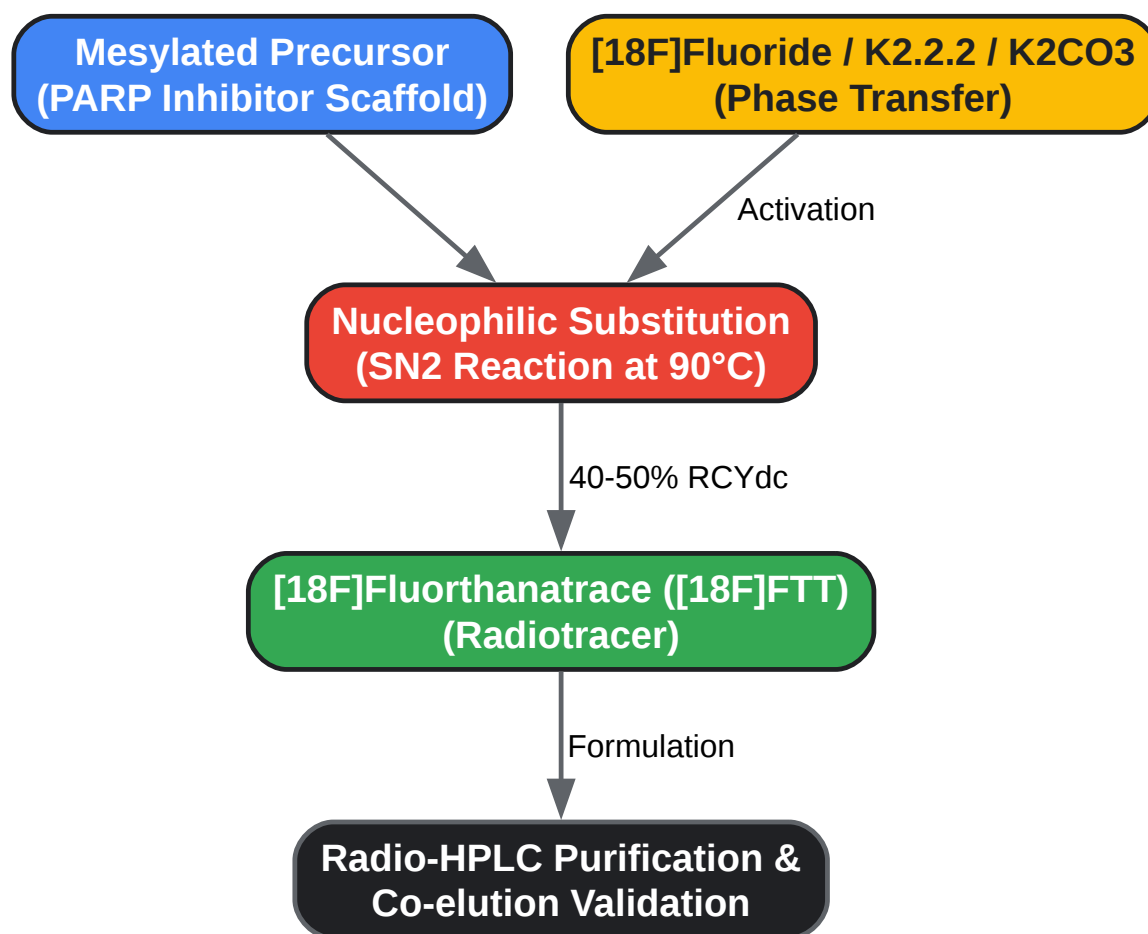 Mesylated Precursor
(PARP Inhibitor Scaffold)
[18F]Fluoride / K2.2.2 / K2CO3
(Phase Transfer)
Activation
Nucleophilic Substitution
(SN2 Reaction at 90°C)
40-50% RCYdc
[18F]Fluorthanatrace ([18F]FTT)
(Radiotracer)
Formulation
Radio-HPLC Purification &
Co-elution Validation